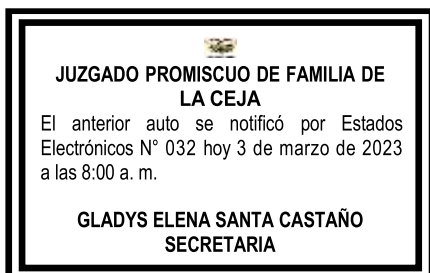 JUZGADO PROMISCUO DE FAMILIA DE
LA CEJA
El anterior auto se notificó por Estados
Electrónicos N° 032 hoy 3 de marzo de 2023
a las 8:00 a. m.
GLADYS ELENA SANTA CASTAÑO
SECRETARIA